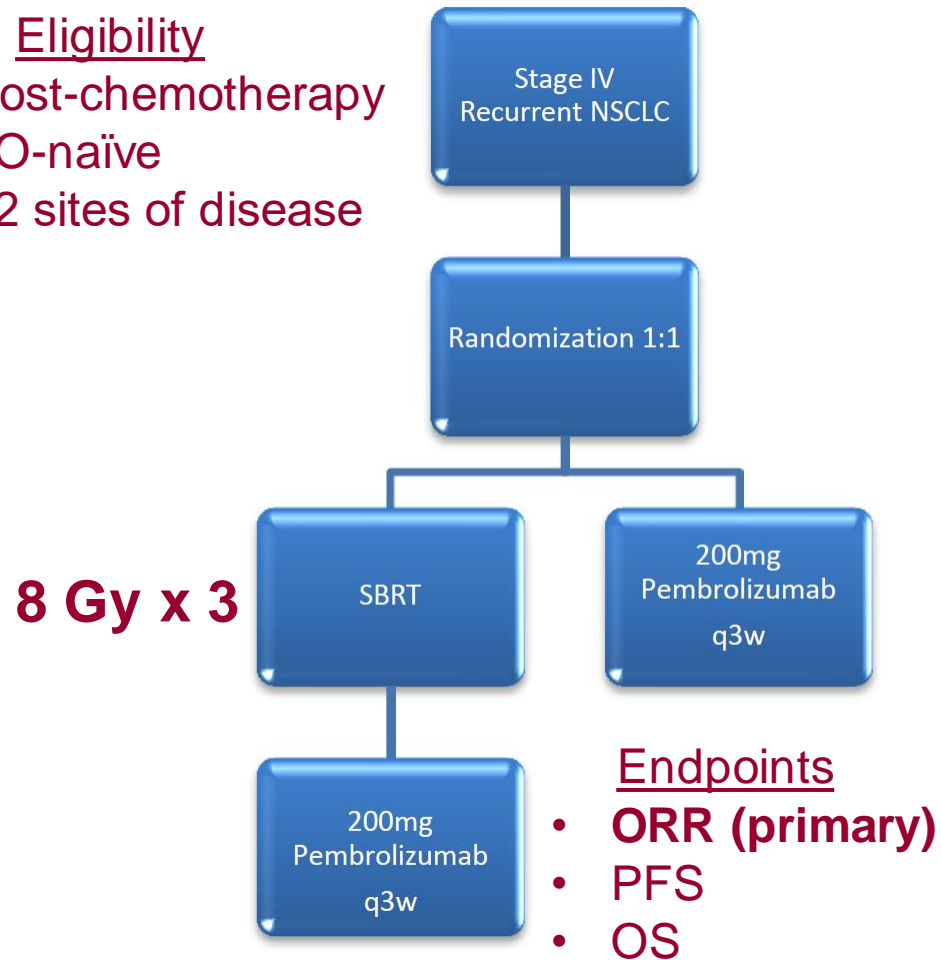 Eligibility
ost-chemotherapy
O-naïve
2 sites of disease
Stage IV
Recurrent NSCLC
Randomization 1:1
8 Gy x 3
SBRT
200mg
Pembrolizumab
q3w
200mg
Pembrolizumab
q3w
Endpoints
• ORR (primary)
• PFS
• OS